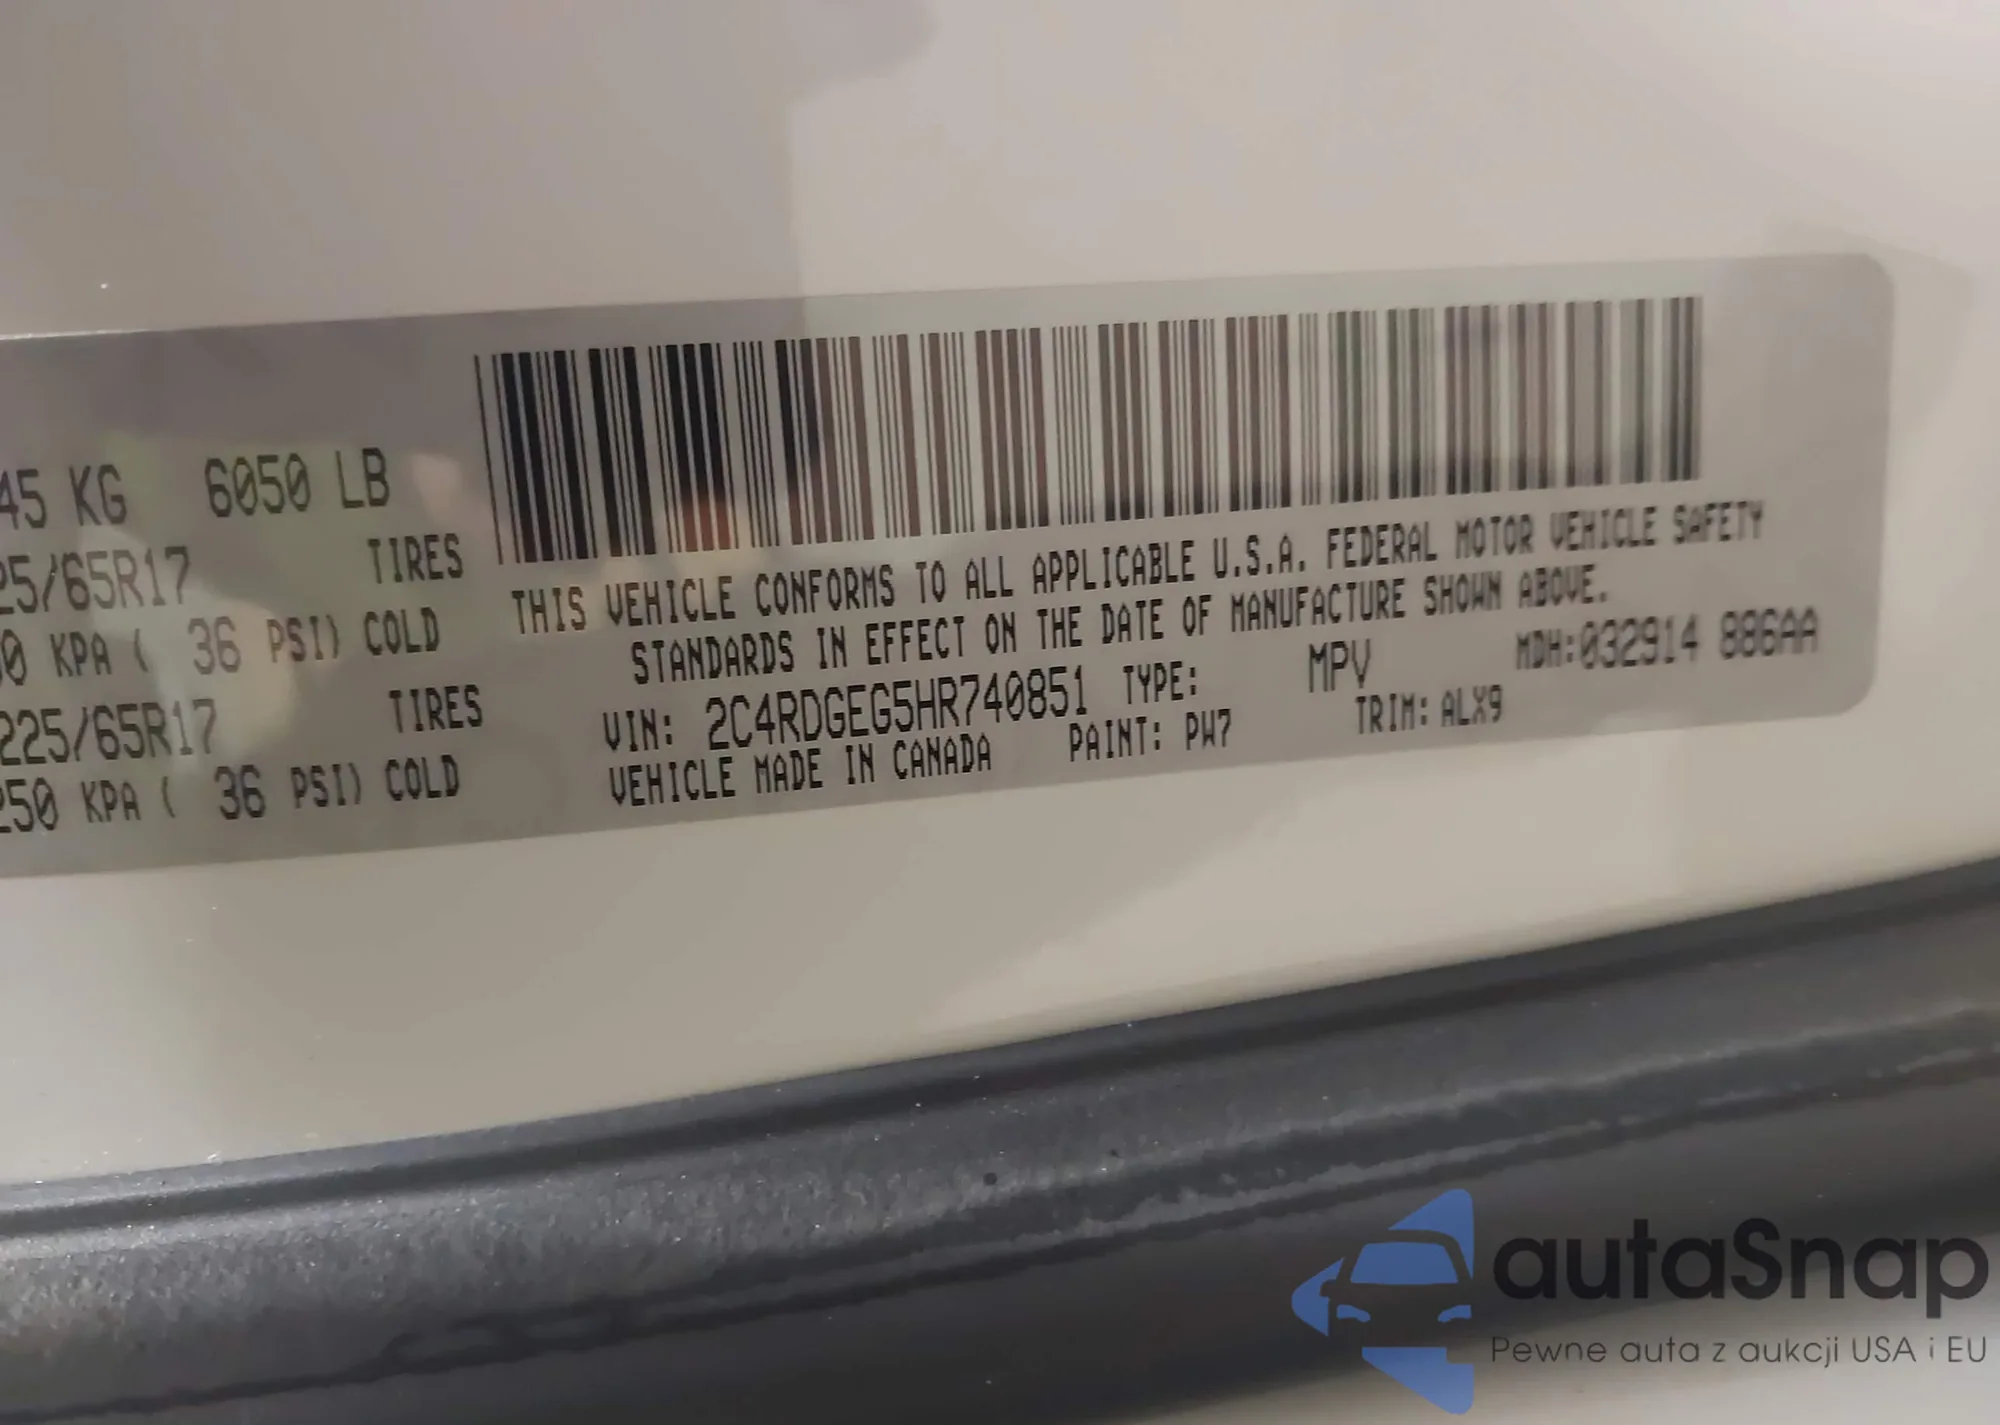 45 KG 6050 LB
25/65R17 TIRES
0 KPA ( 36 PSI) COLD
225/65R17 TIRES
250 KPA ( 36 PSI) COLD
THIS VEHICLE CONFORMS TO ALL APPLICABLE U.S.A. FEDERAL MOTOR VEHICLE SAFETY
STANDARDS IN EFFECT ON THE DATE OF MANUFACTURE SHOWN ABOVE.
VIN: 2C4RDGEG5HR740851 TYPE: MPV MDH:032914 886AA
VEHICLE MADE IN CANADA PAINT: PW7 TRIM: ALX9
autaSnap
Pewne auta z aukcji USA i EU